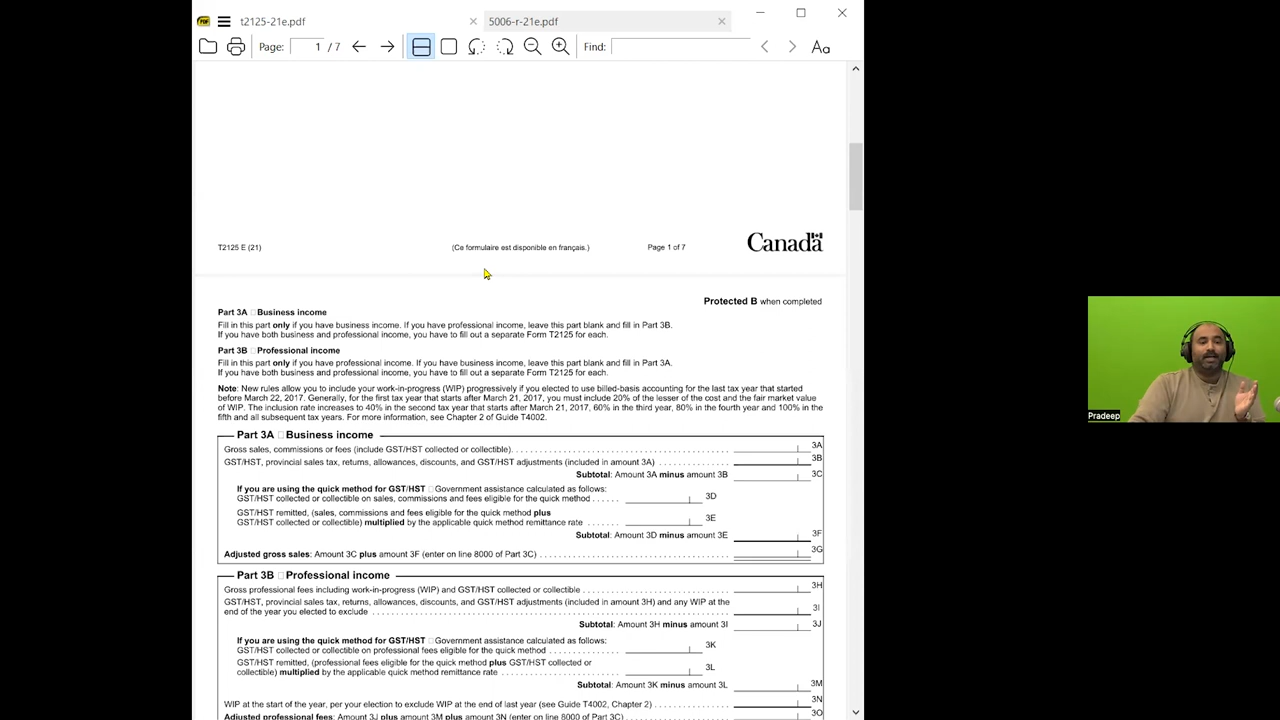 t2125-21e.pdf
5006-r-21e.pdf
Page: 1 / 7
Find:
T2125 E (21)
(Ce formulaire est disponible en français.)
Page 1 of 7
Canada
Protected B when completed
Part 3A □ Business income
Fill in this part only if you have business income. If you have professional income, leave this part blank and fill in Part 3B.
If you have both business and professional income, you have to fill out a separate Form T2125 for each.
Part 3B □ Professional income
Fill in this part only if you have professional income. If you have business income, leave this part blank and fill in Part 3A.
If you have both business and professional income, you have to fill out a separate Form T2125 for each.
Note: New rules allow you to include your work-in-progress (WIP) progressively if you elected to use billed-basis accounting for the last tax year that started
before March 22, 2017. Generally, for the first tax year that starts after March 21, 2017, you must include 20% of the lesser of the cost and the fair market value
of WIP. The inclusion rate increases to 40% in the second tax year that starts after March 21, 2017, 60% in the third year, 80% in the fourth year and 100% in the
fifth and all subsequent tax years. For more information, see Chapter 2 of Guide T4002.
Part 3A □ Business income
Gross sales, commissions or fees (include GST/HST collected or collectible) 3A
GST/HST, provincial sales tax, returns, allowances, discounts, and GST/HST adjustments (included in amount 3A) 3B
Subtotal: Amount 3A minus amount 3B 3C
If you are using the quick method for GST/HST □ Government assistance calculated as follows:
GST/HST collected or collectible on sales, commissions and fees eligible for the quick method 3D
GST/HST remitted, (sales, commissions and fees eligible for the quick method plus
GST/HST collected or collectible) multiplied by the applicable quick method remittance rate 3E
Subtotal: Amount 3D minus amount 3E 3F
Adjusted gross sales: Amount 3C plus amount 3F (enter on line 8000 of Part 3C) 3G
Part 3B □ Professional income
Gross professional fees including work-in-progress (WIP) and GST/HST collected or collectible 3H
GST/HST, provincial sales tax, returns, allowances, discounts, and GST/HST adjustments (included in amount 3H) and any WIP at the
end of the year you elected to exclude 3I
Subtotal: Amount 3H minus amount 3I 3J
If you are using the quick method for GST/HST □ Government assistance calculated as follows:
GST/HST collected or collectible on professional fees eligible for the quick method 3K
GST/HST remitted, (professional fees eligible for the quick method plus GST/HST collected or
collectible) multiplied by the applicable quick method remittance rate 3L
Subtotal: Amount 3K minus amount 3L 3M
WIP at the start of the year, per your election to exclude WIP at the end of last year (see Guide T4002, Chapter 2) 3N
Adjusted professional fees: Amount 3J plus amount 3M plus amount 3N (enter on line 8000 of Part 3C) 3O
Pradeep